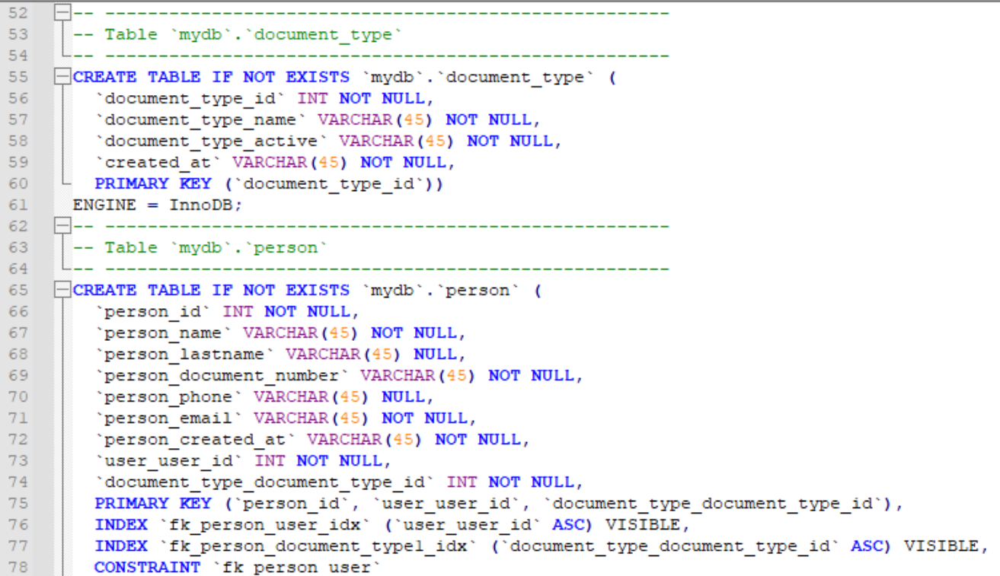 52 -- -----------------------------------------------------
53 -- Table `mydb`.`document_type`
54 -- -----------------------------------------------------
55 CREATE TABLE IF NOT EXISTS `mydb`.`document_type` (
56 `document_type_id` INT NOT NULL,
57 `document_type_name` VARCHAR(45) NOT NULL,
58 `document_type_active` VARCHAR(45) NOT NULL,
59 `created_at` VARCHAR(45) NOT NULL,
60 PRIMARY KEY (`document_type_id`))
61 ENGINE = InnoDB;
62 -- -----------------------------------------------------
63 -- Table `mydb`.`person`
64 -- -----------------------------------------------------
65 CREATE TABLE IF NOT EXISTS `mydb`.`person` (
66 `person_id` INT NOT NULL,
67 `person_name` VARCHAR(45) NOT NULL,
68 `person_lastname` VARCHAR(45) NULL,
69 `person_document_number` VARCHAR(45) NOT NULL,
70 `person_phone` VARCHAR(45) NULL,
71 `person_email` VARCHAR(45) NOT NULL,
72 `person_created_at` VARCHAR(45) NOT NULL,
73 `user_user_id` INT NOT NULL,
74 `document_type_document_type_id` INT NOT NULL,
75 PRIMARY KEY (`person_id`, `user_user_id`, `document_type_document_type_id`),
76 INDEX `fk_person_user_idx` (`user_user_id` ASC) VISIBLE,
77 INDEX `fk_person_document_type1_idx` (`document_type_document_type_id` ASC) VISIBLE,
78 CONSTRAINT `fk_person_user`